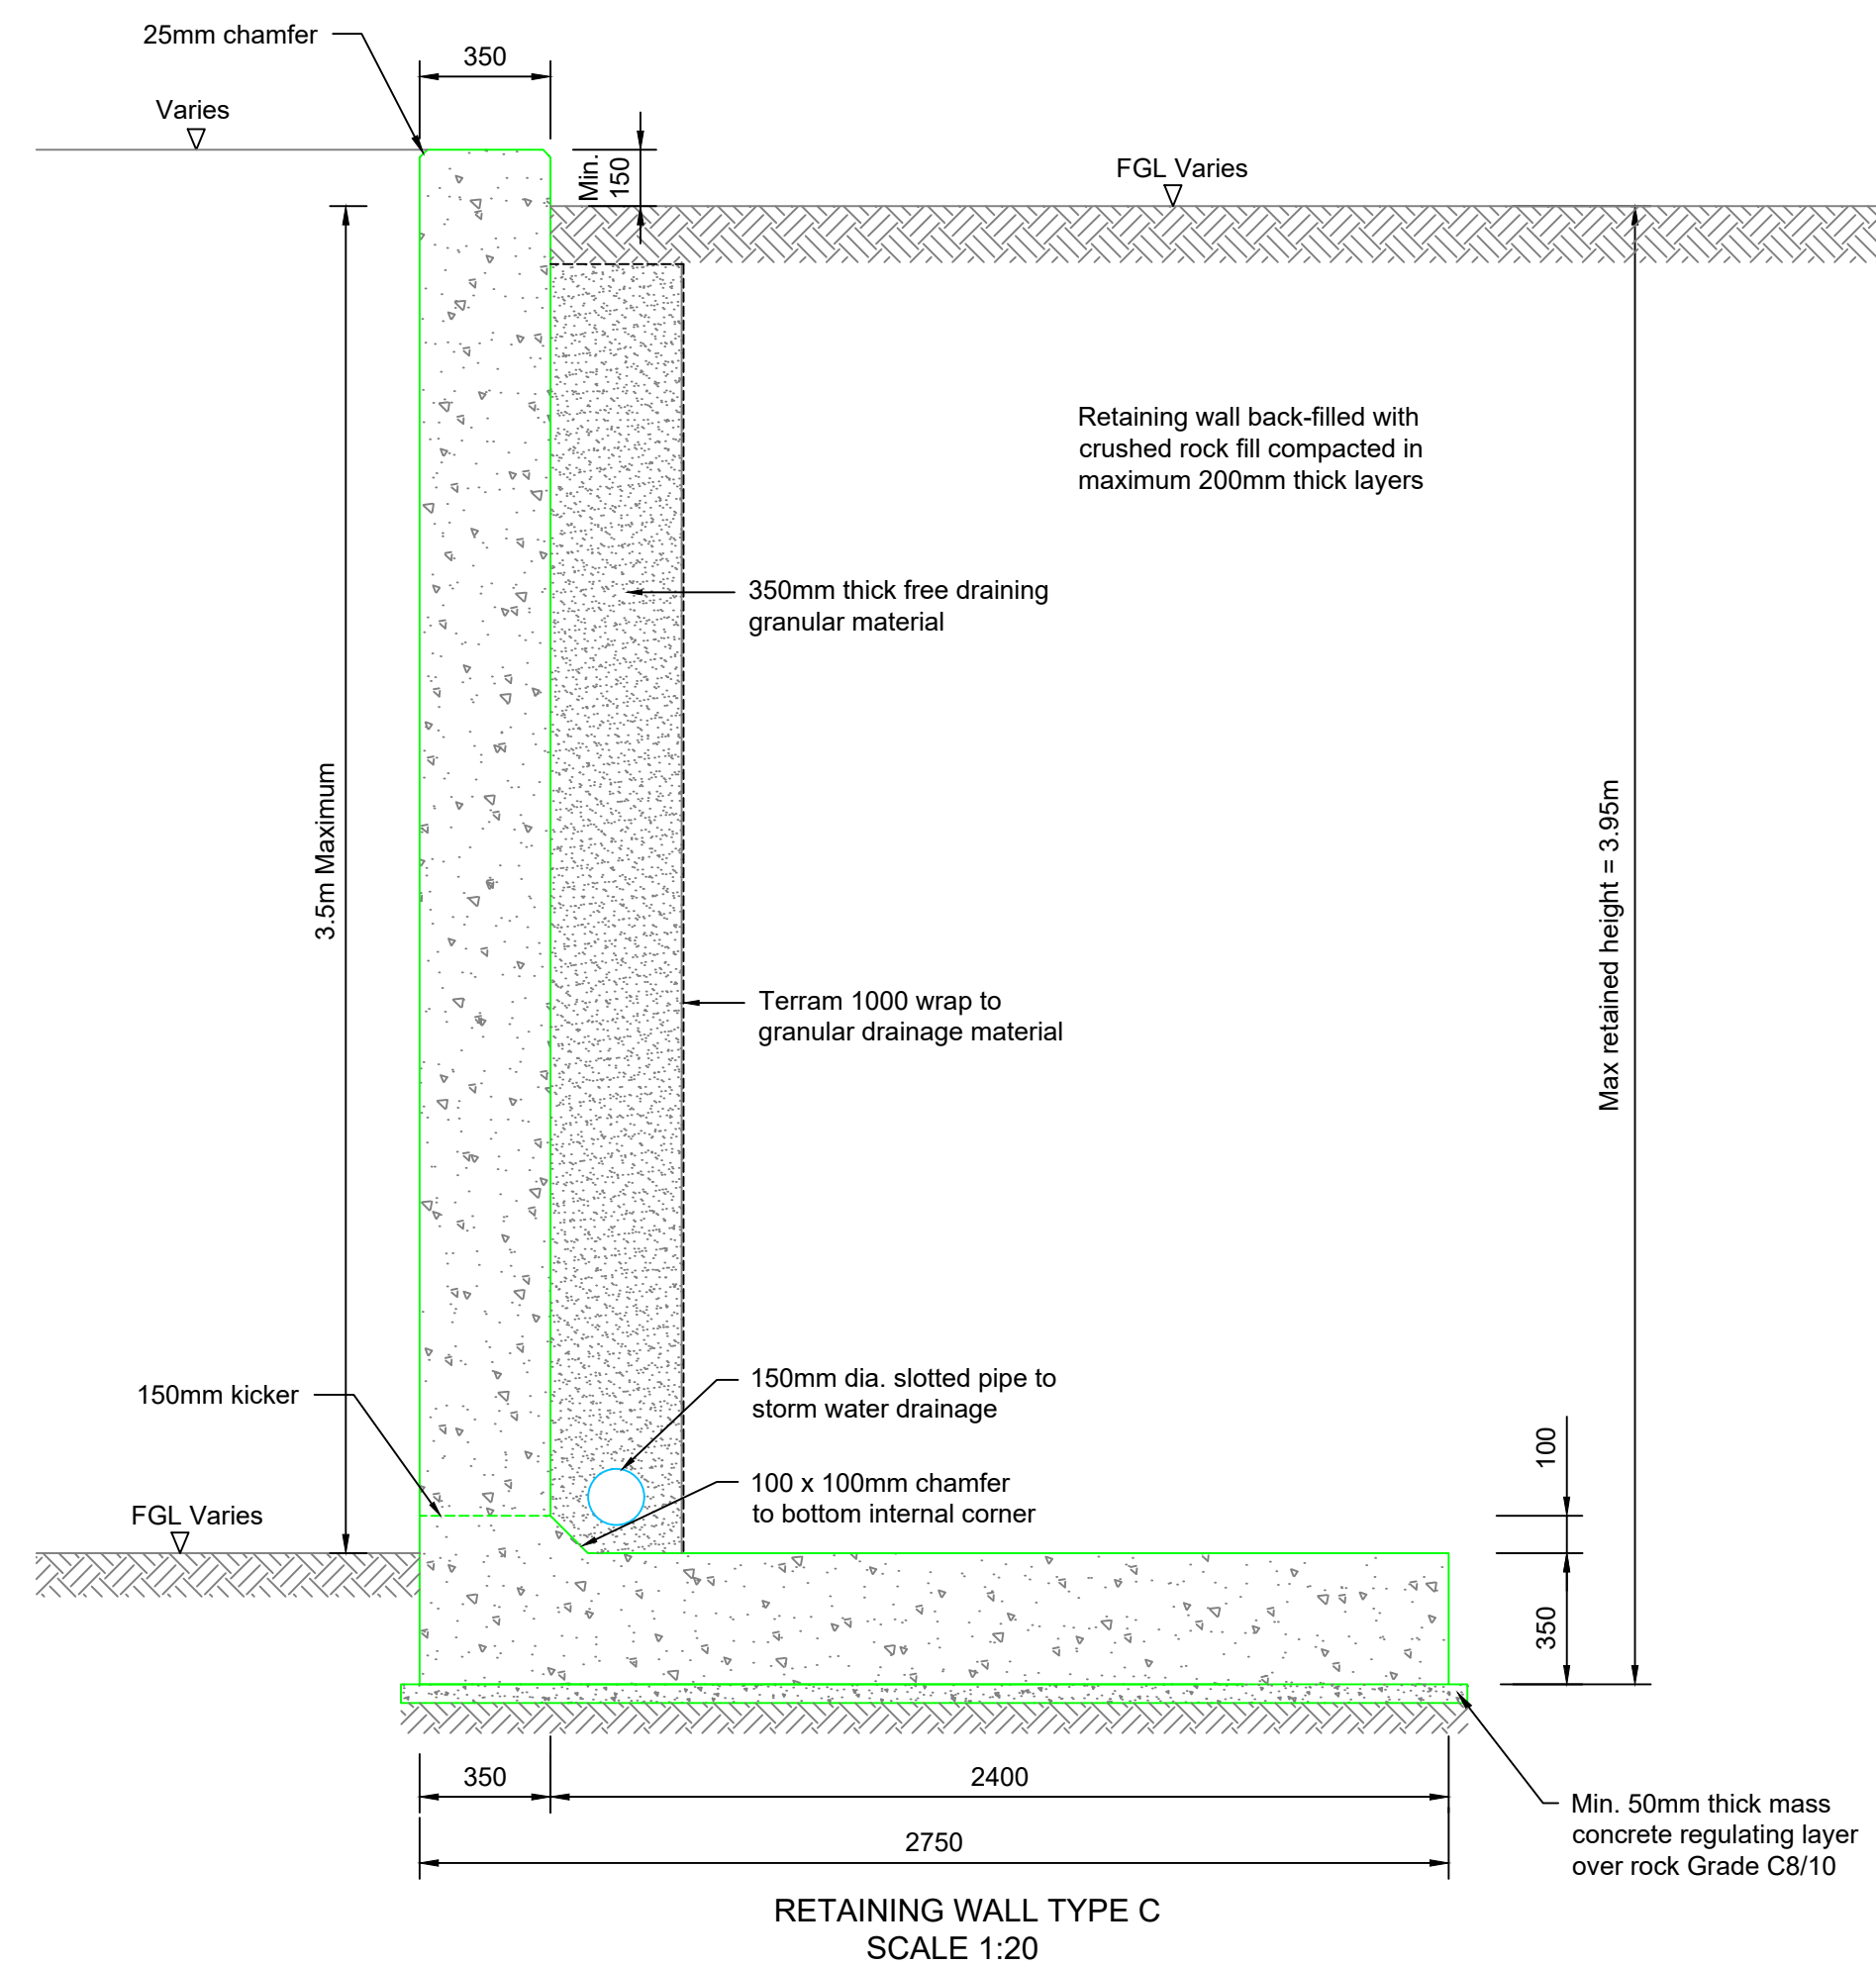 25mm chamfer
350
Varies
Min.
150
FGL Varies
Retaining wall back-filled with
crushed rock fill compacted in
maximum 200mm thick layers
350mm thick free draining
granular material
3.5m Maximum
Max retained height = 3.95m
Terram 1000 wrap to
granular drainage material
150mm kicker
150mm dia. slotted pipe to
storm water drainage
100 x 100mm chamfer
to bottom internal corner
100
FGL Varies
350
350
2400
2750
Min. 50mm thick mass
concrete regulating layer
over rock Grade C8/10
RETAINING WALL TYPE C
SCALE 1:20